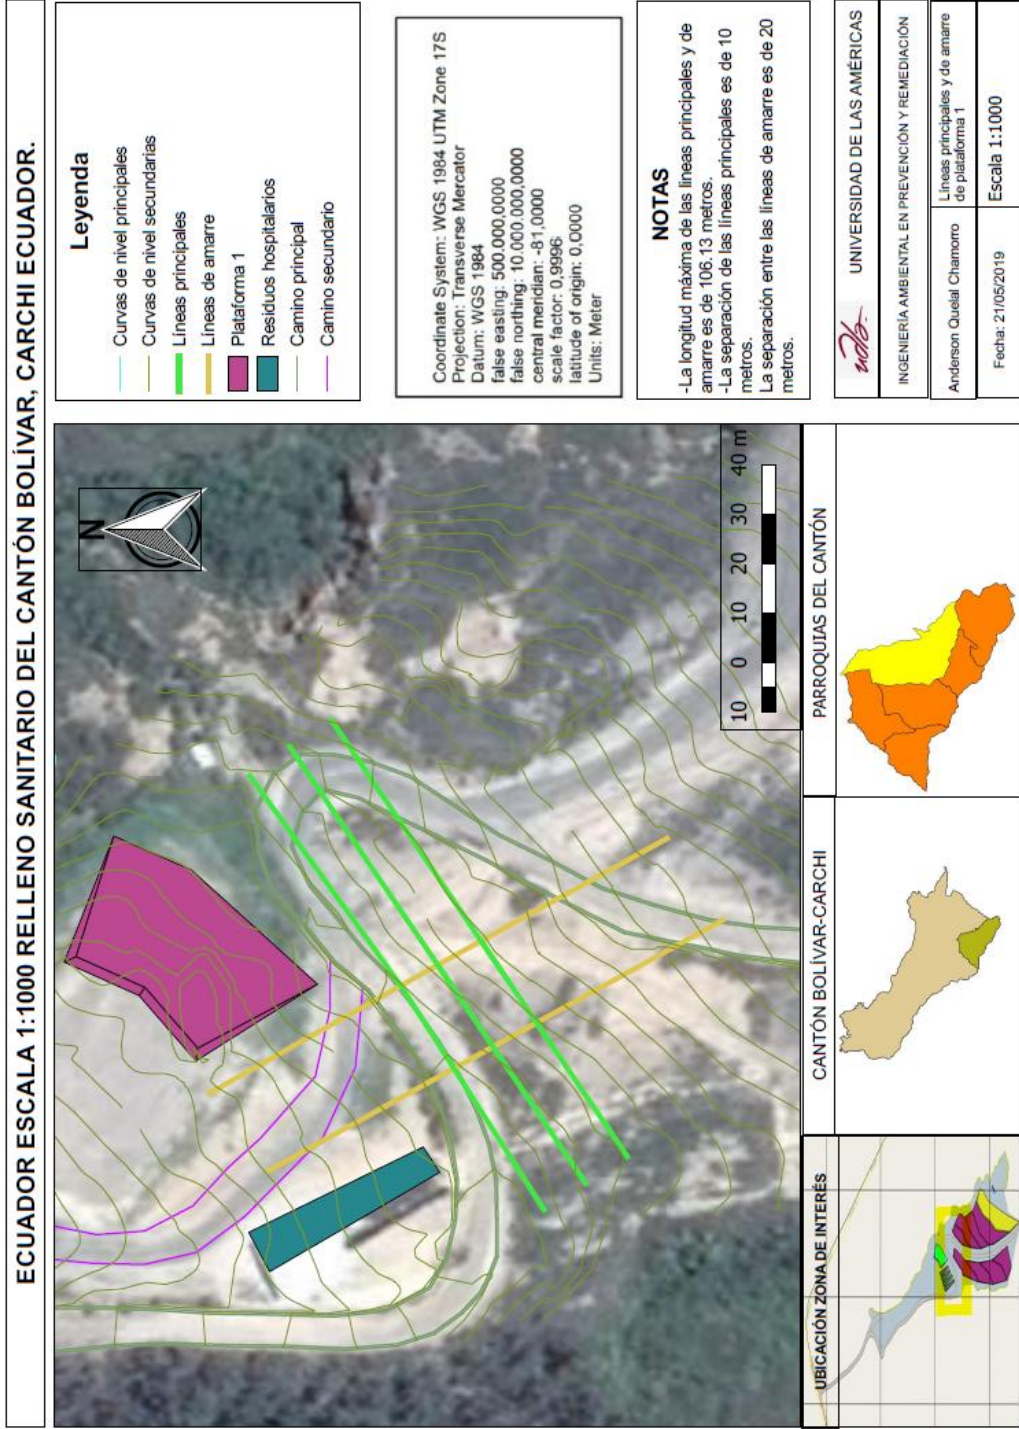 ECUADOR ESCALA 1:1000 RELLENO SANITARIO DEL CANTÓN BOLÍVAR, CARCHI ECUADOR.
N
10 0 10 20 30 40 m
Leyenda
Curvas de nivel principales
Curvas de nivel secundarias
Líneas principales
Líneas de amarre
Plataforma 1
Residuos hospitalarios
Camino principal
Camino secundario
Coordinate System: WGS 1984 UTM Zone 17S
Projection: Transverse Mercator
Datum: WGS 1984
false easting: 500.000,0000
false northing: 10.000.000,0000
central meridian: -81,0000
scale factor: 0,9996
latitude of origin: 0,0000
Units: Meter
NOTAS
-La longitud máxima de las líneas principales y de
amarre es de 106.13 metros.
-La separación de las líneas principales es de 10
metros.
La separación entre las líneas de amarre es de 20
metros.
UBICACIÓN ZONA DE INTERÉS
CANTÓN BOLÍVAR-CARCHI
PARROQUIAS DEL CANTÓN
udla
UNIVERSIDAD DE LAS AMÉRICAS
INGENIERÍA AMBIENTAL EN PREVENCIÓN Y REMEDIACIÓN
Anderson Quelal Chamorro
Líneas principales y de amarre
de plataforma 1
Fecha: 21/05/2019
Escala 1:1000